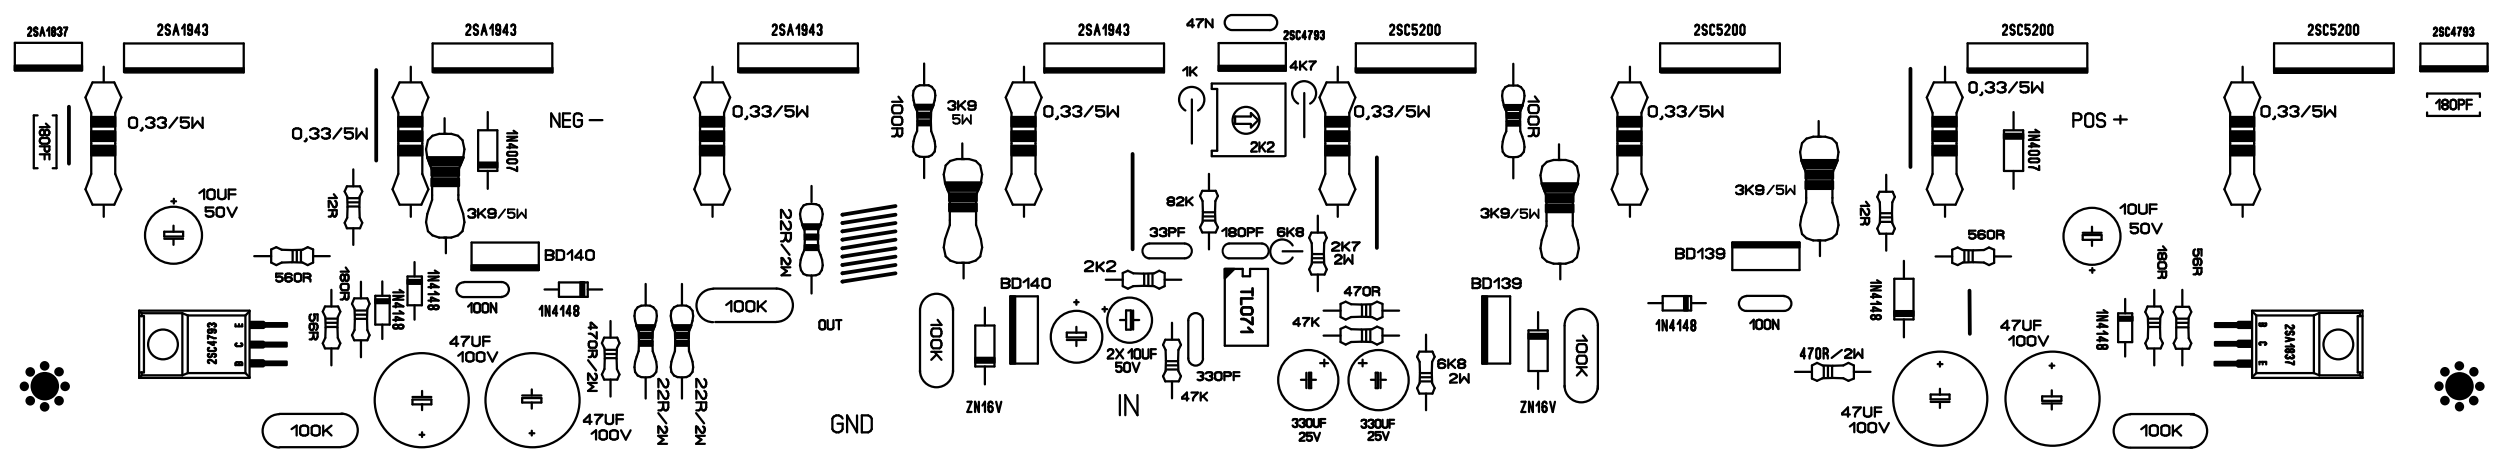 2SA1837
2SA1943
2SA1943
2SA1943
2SA1943
47N
2SC4793
2SC5200
2SC5200
2SC5200
2SC5200
2SC4793
1K
4K7
180PF
0,33/5W
0,33/5W
NEG -
1N4007
0,33/5W
100R
3K9
5W
0,33/5W
2K2
0,33/5W
100R
0,33/5W
POS +
0,33/5W
1N4007
0,33/5W
180PF
10UF
50V
12R
3K9/5W
22R/2W
82K
33PF
180PF
6K8
2K7
2W
3K9/5W
3K9/5W
12R
10UF
50V
560R
180R
BD140
1N4148
1N4148
100N
1N4148
56R
2SC4793
E
C
B
100K
OUT
100K
BD140
2K2
TL071
470R
47K
BD139
100K
BD139
1N4148
100N
1N4148
560R
180R
56R
1N4148
2SA1837
B
C
E
47UF
100V
470R/2W
2X 10UF
50V
330PF
47K
6K8
2W
470R/2W
47UF
100V
100K
47UF
100V
22R/2W
22R/2W
GND
ZN16V
IN
330UF
25V
330UF
25V
ZN16V
47UF
100V
100K